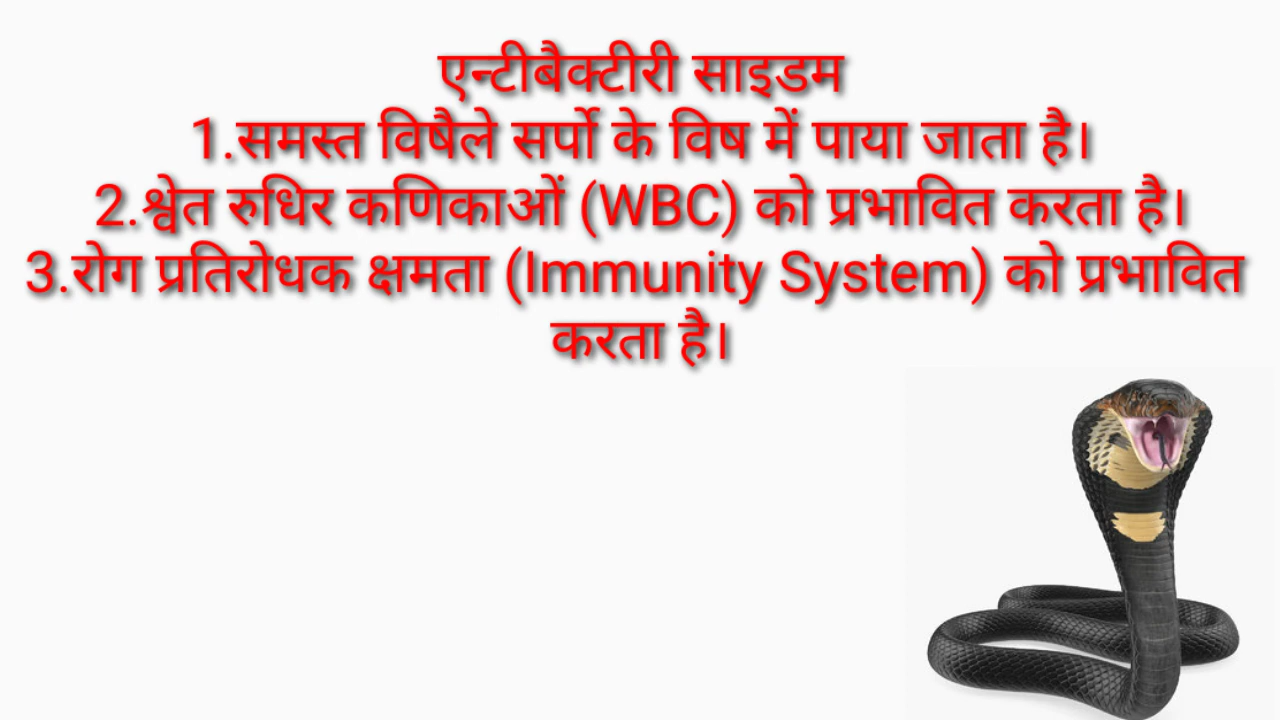 एन्टीबैक्टीरी साइडम
1.समस्त विषैले सर्पो के विष में पाया जाता है।
2.श्वेत रुधिर कणिकाओं (WBC) को प्रभावित करता है।
3.रोग प्रतिरोधक क्षमता (Immunity System) को प्रभावित
करता है।